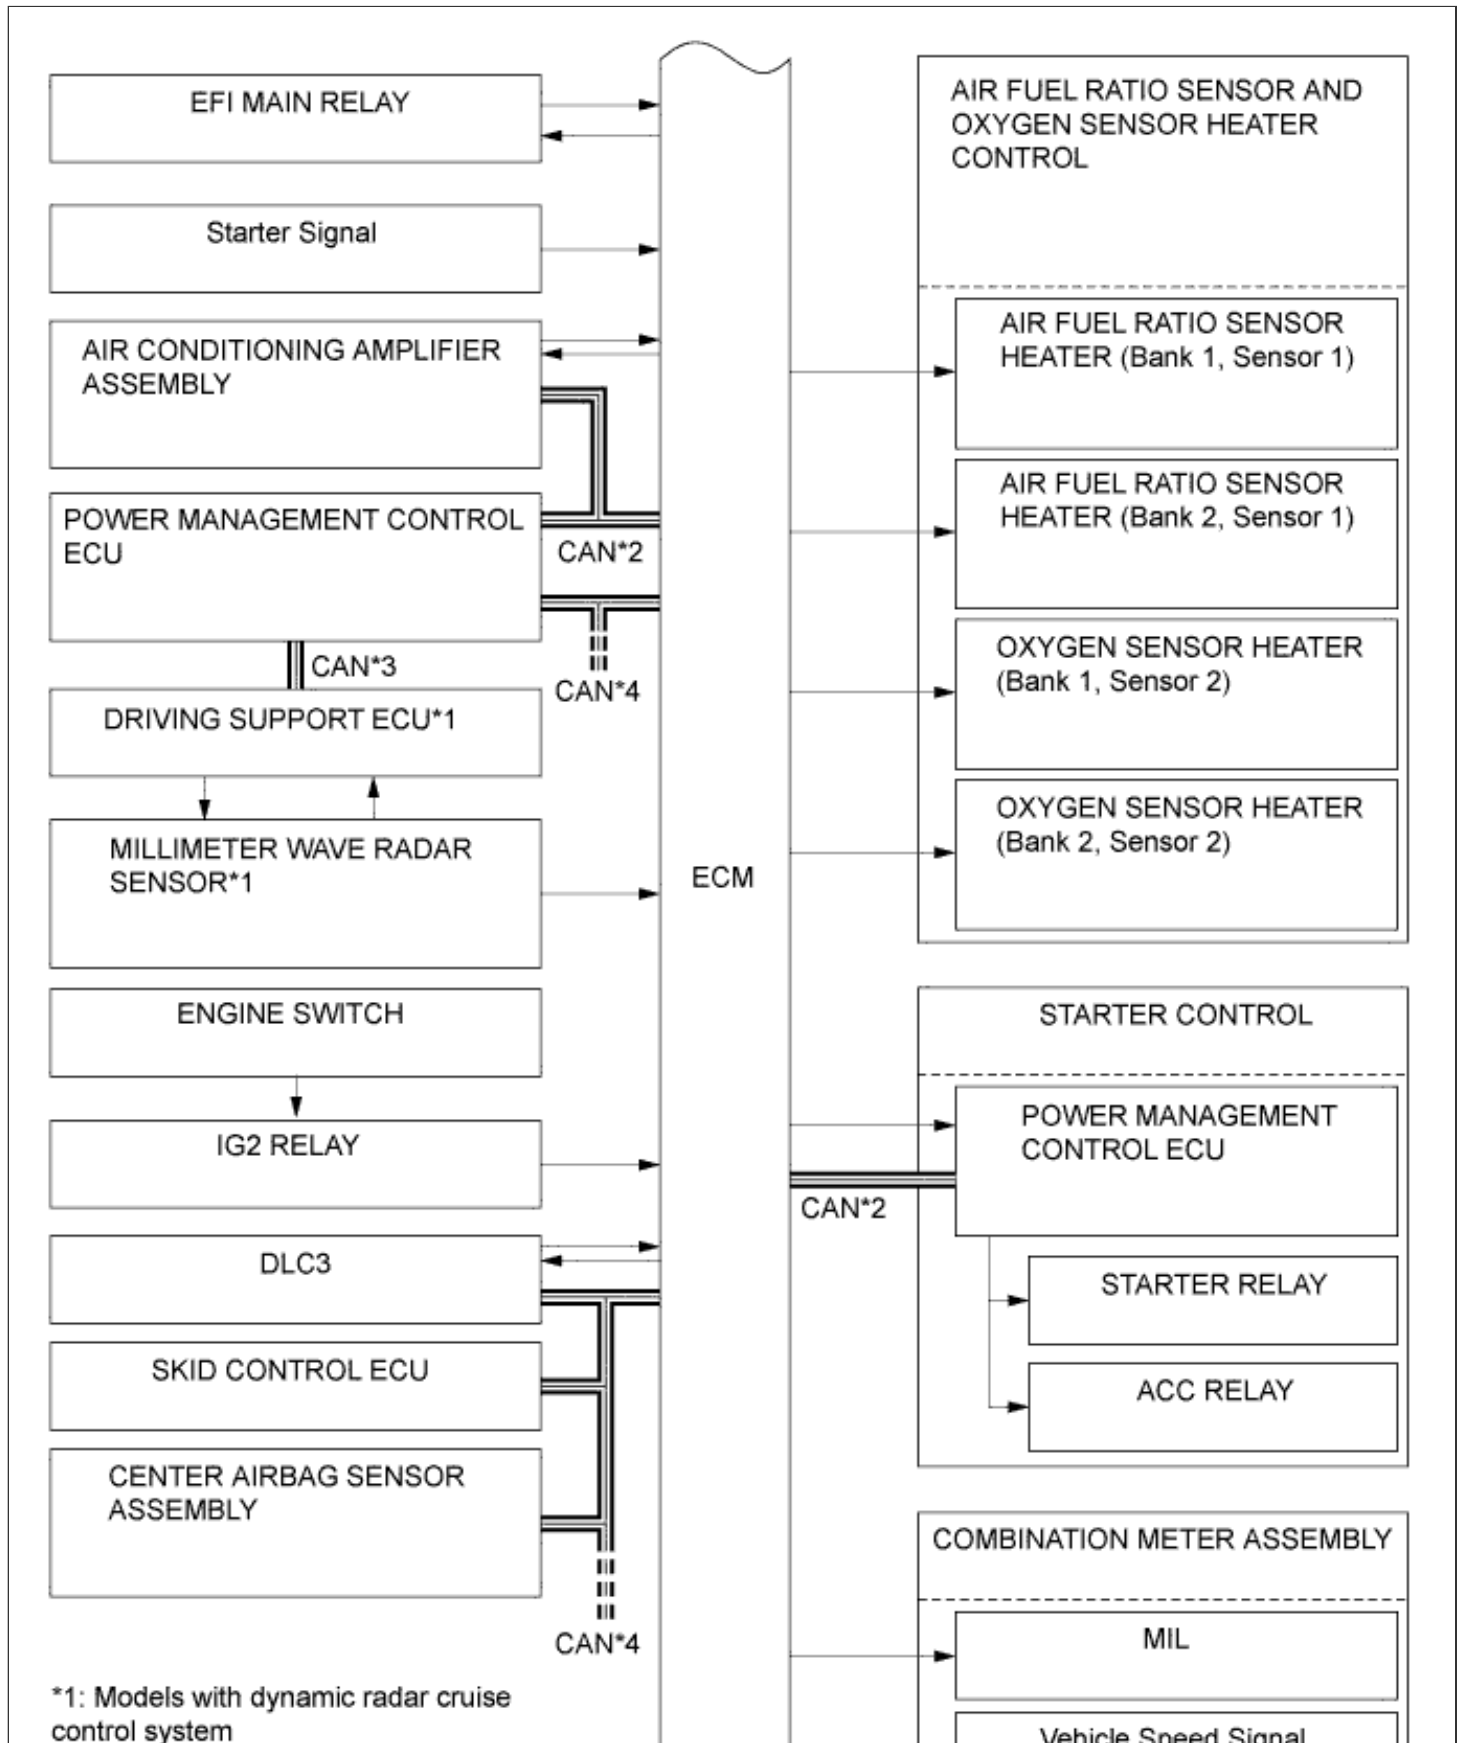 EFI MAIN RELAY
Starter Signal
AIR CONDITIONING AMPLIFIER
ASSEMBLY
POWER MANAGEMENT CONTROL
ECU
CAN*2
CAN*3
CAN*4
DRIVING SUPPORT ECU*1
MILLIMETER WAVE RADAR
SENSOR*1
ENGINE SWITCH
IG2 RELAY
DLC3
SKID CONTROL ECU
CENTER AIRBAG SENSOR
ASSEMBLY
CAN*4
*1: Models with dynamic radar cruise
control system
ECM
AIR FUEL RATIO SENSOR AND
OXYGEN SENSOR HEATER
CONTROL
AIR FUEL RATIO SENSOR
HEATER (Bank 1, Sensor 1)
AIR FUEL RATIO SENSOR
HEATER (Bank 2, Sensor 1)
OXYGEN SENSOR HEATER
(Bank 1, Sensor 2)
OXYGEN SENSOR HEATER
(Bank 2, Sensor 2)
STARTER CONTROL
POWER MANAGEMENT
CONTROL ECU
CAN*2
STARTER RELAY
ACC RELAY
COMBINATION METER ASSEMBLY
MIL
Vehicle Speed Signal